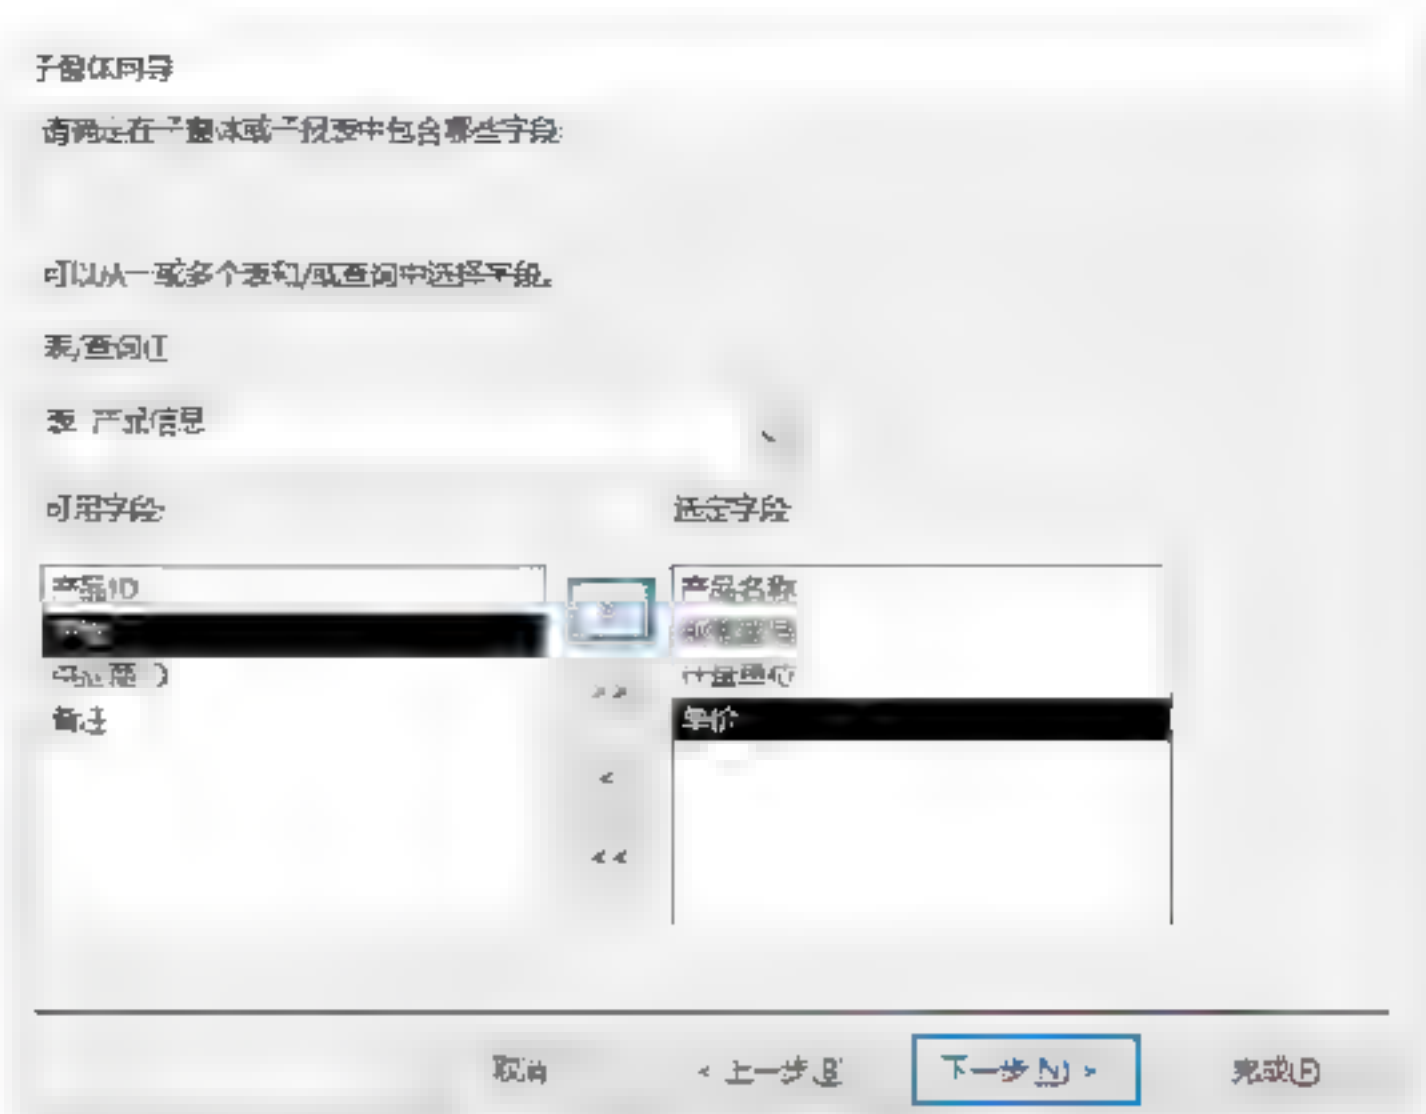 子窗体向导
请确定在子窗体或子报表中包含哪些字段:
可以从一或多个表和/或查询中选择字段。
表/查询(T
表 产品信息
可用字段
选定字段
产品ID
备注
>>
<
<<
产品名称
计量单位
单价
取消
< 上一步(B)
下一步(N) >
完成(F)